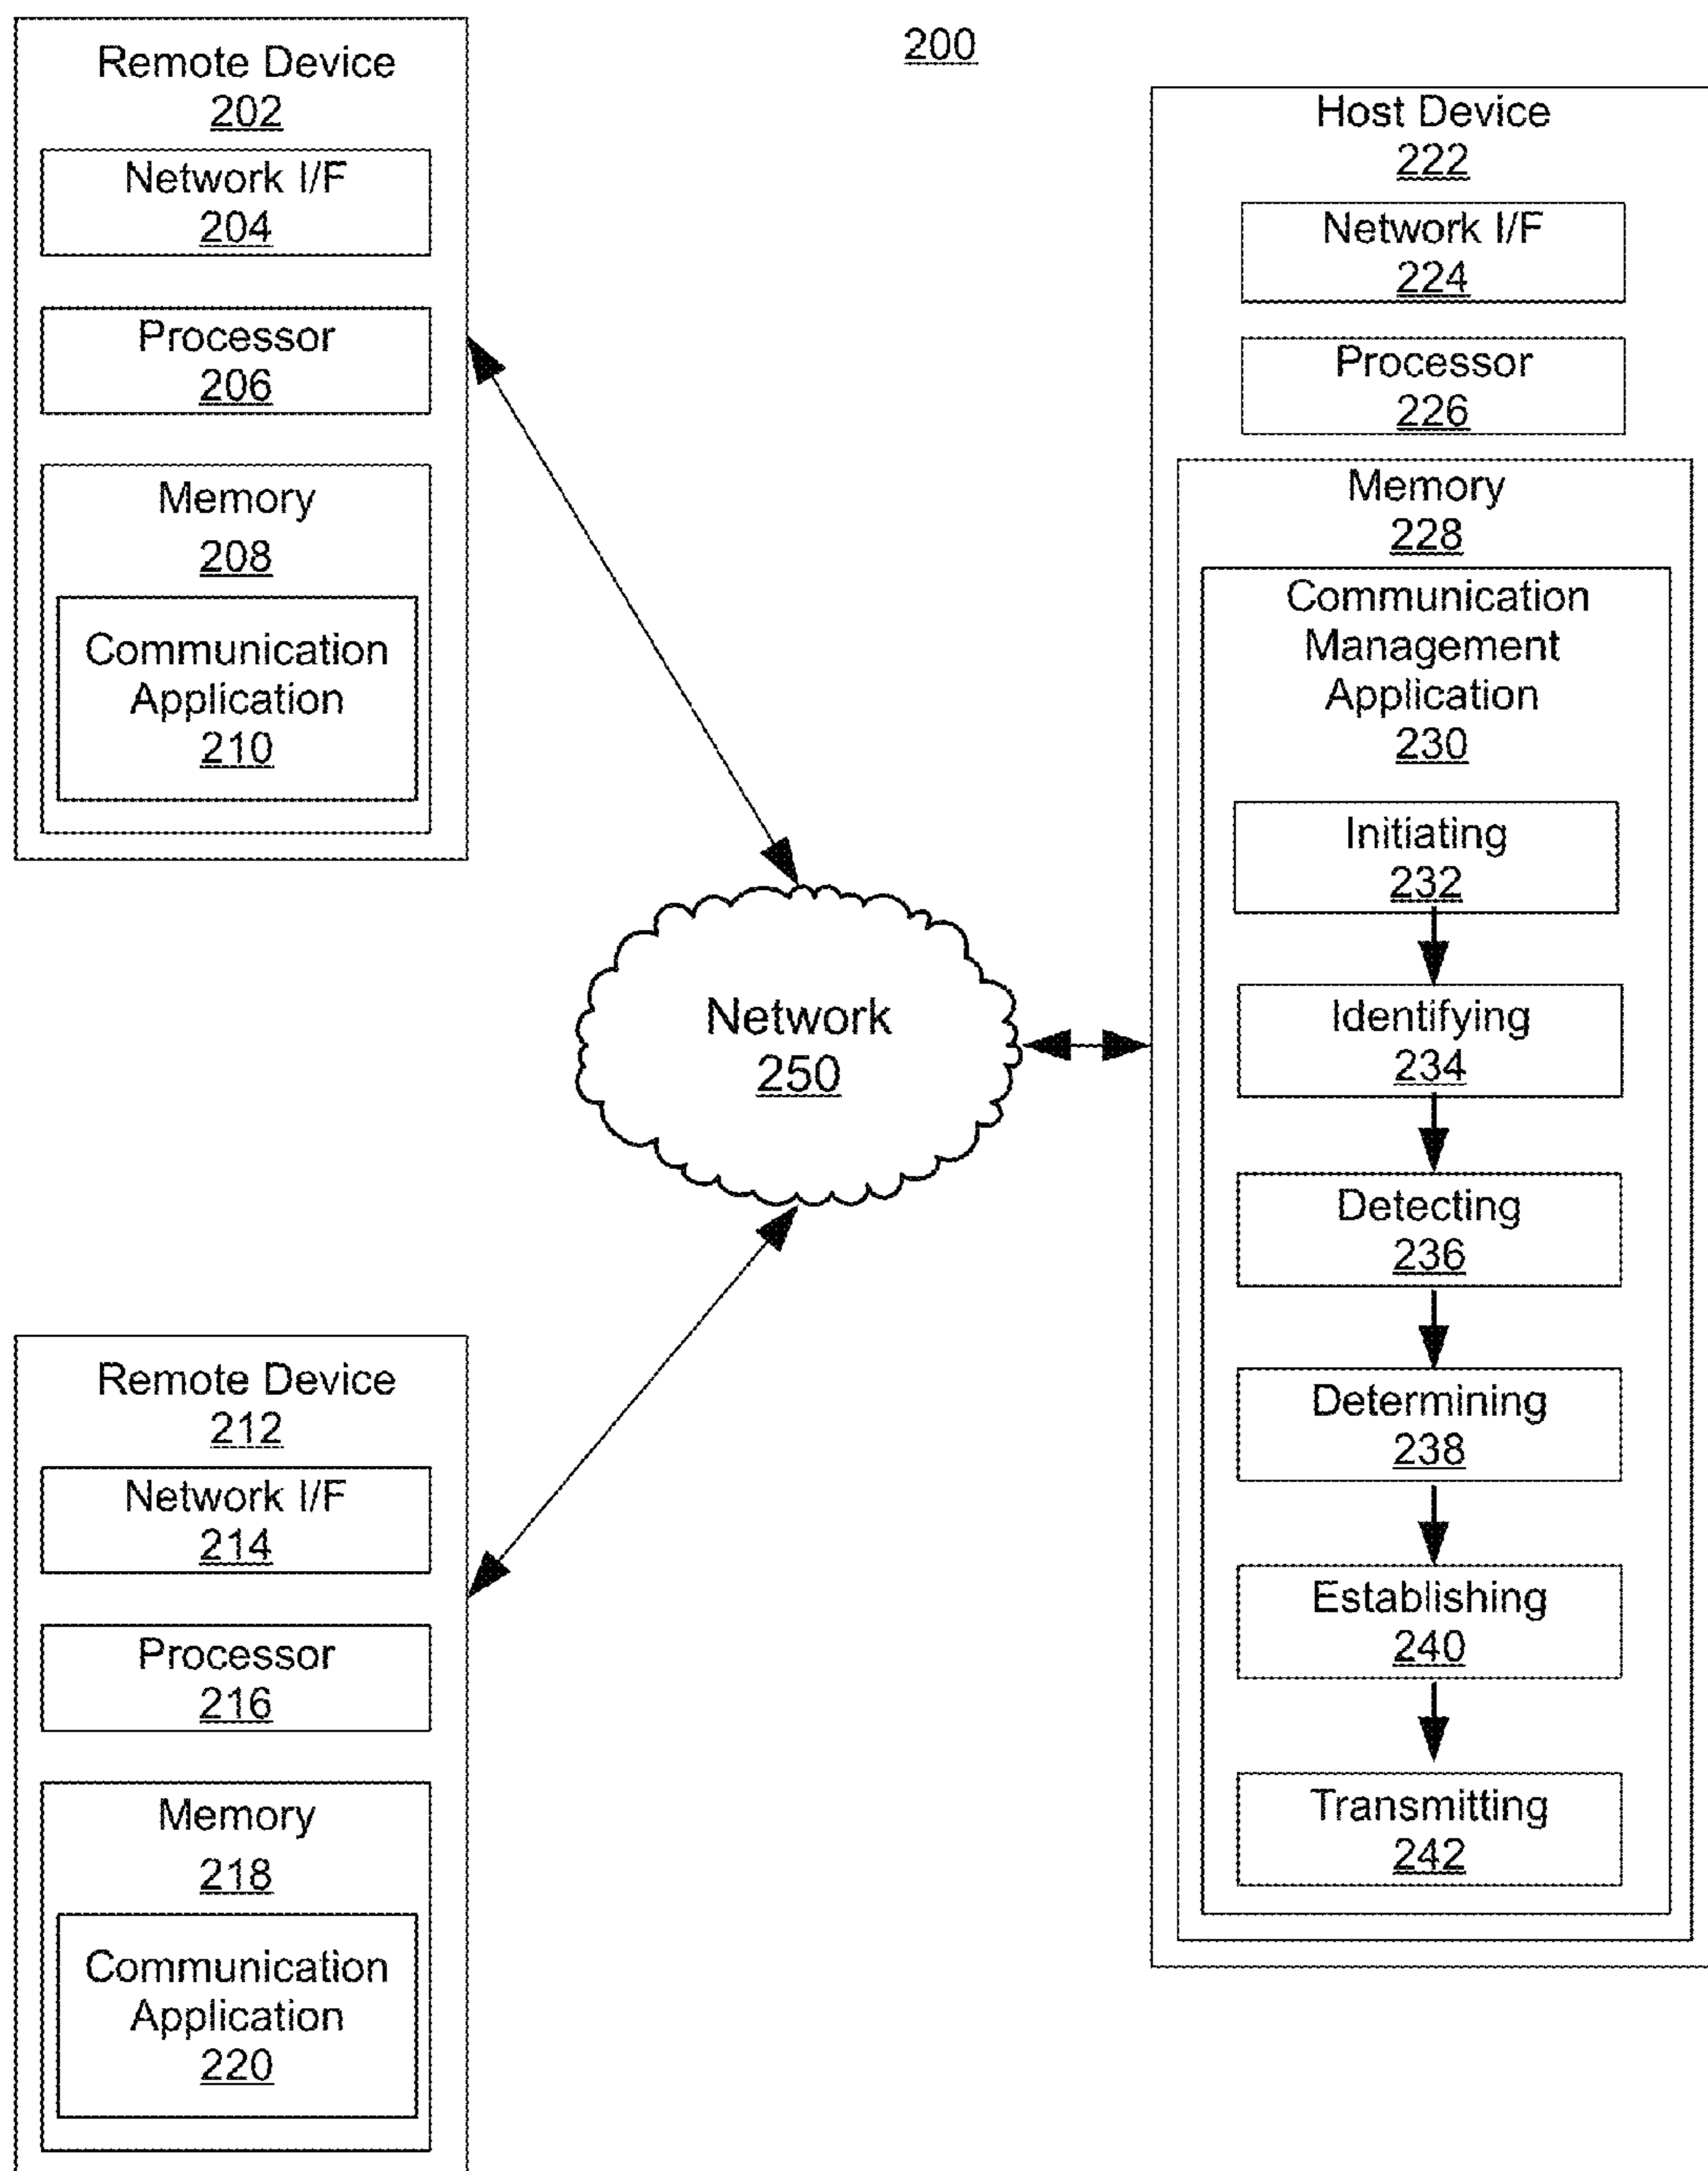 200
Remote Device
202
Network I/F
204
Processor
206
Memory
208
Communication
Application
210
Remote Device
212
Network I/F
214
Processor
216
Memory
218
Communication
Application
220
Network
250
Host Device
222
Network I/F
224
Processor
226
Memory
228
Communication
Management
Application
230
Initiating
232
Identifying
234
Detecting
236
Determining
238
Establishing
240
Transmitting
242